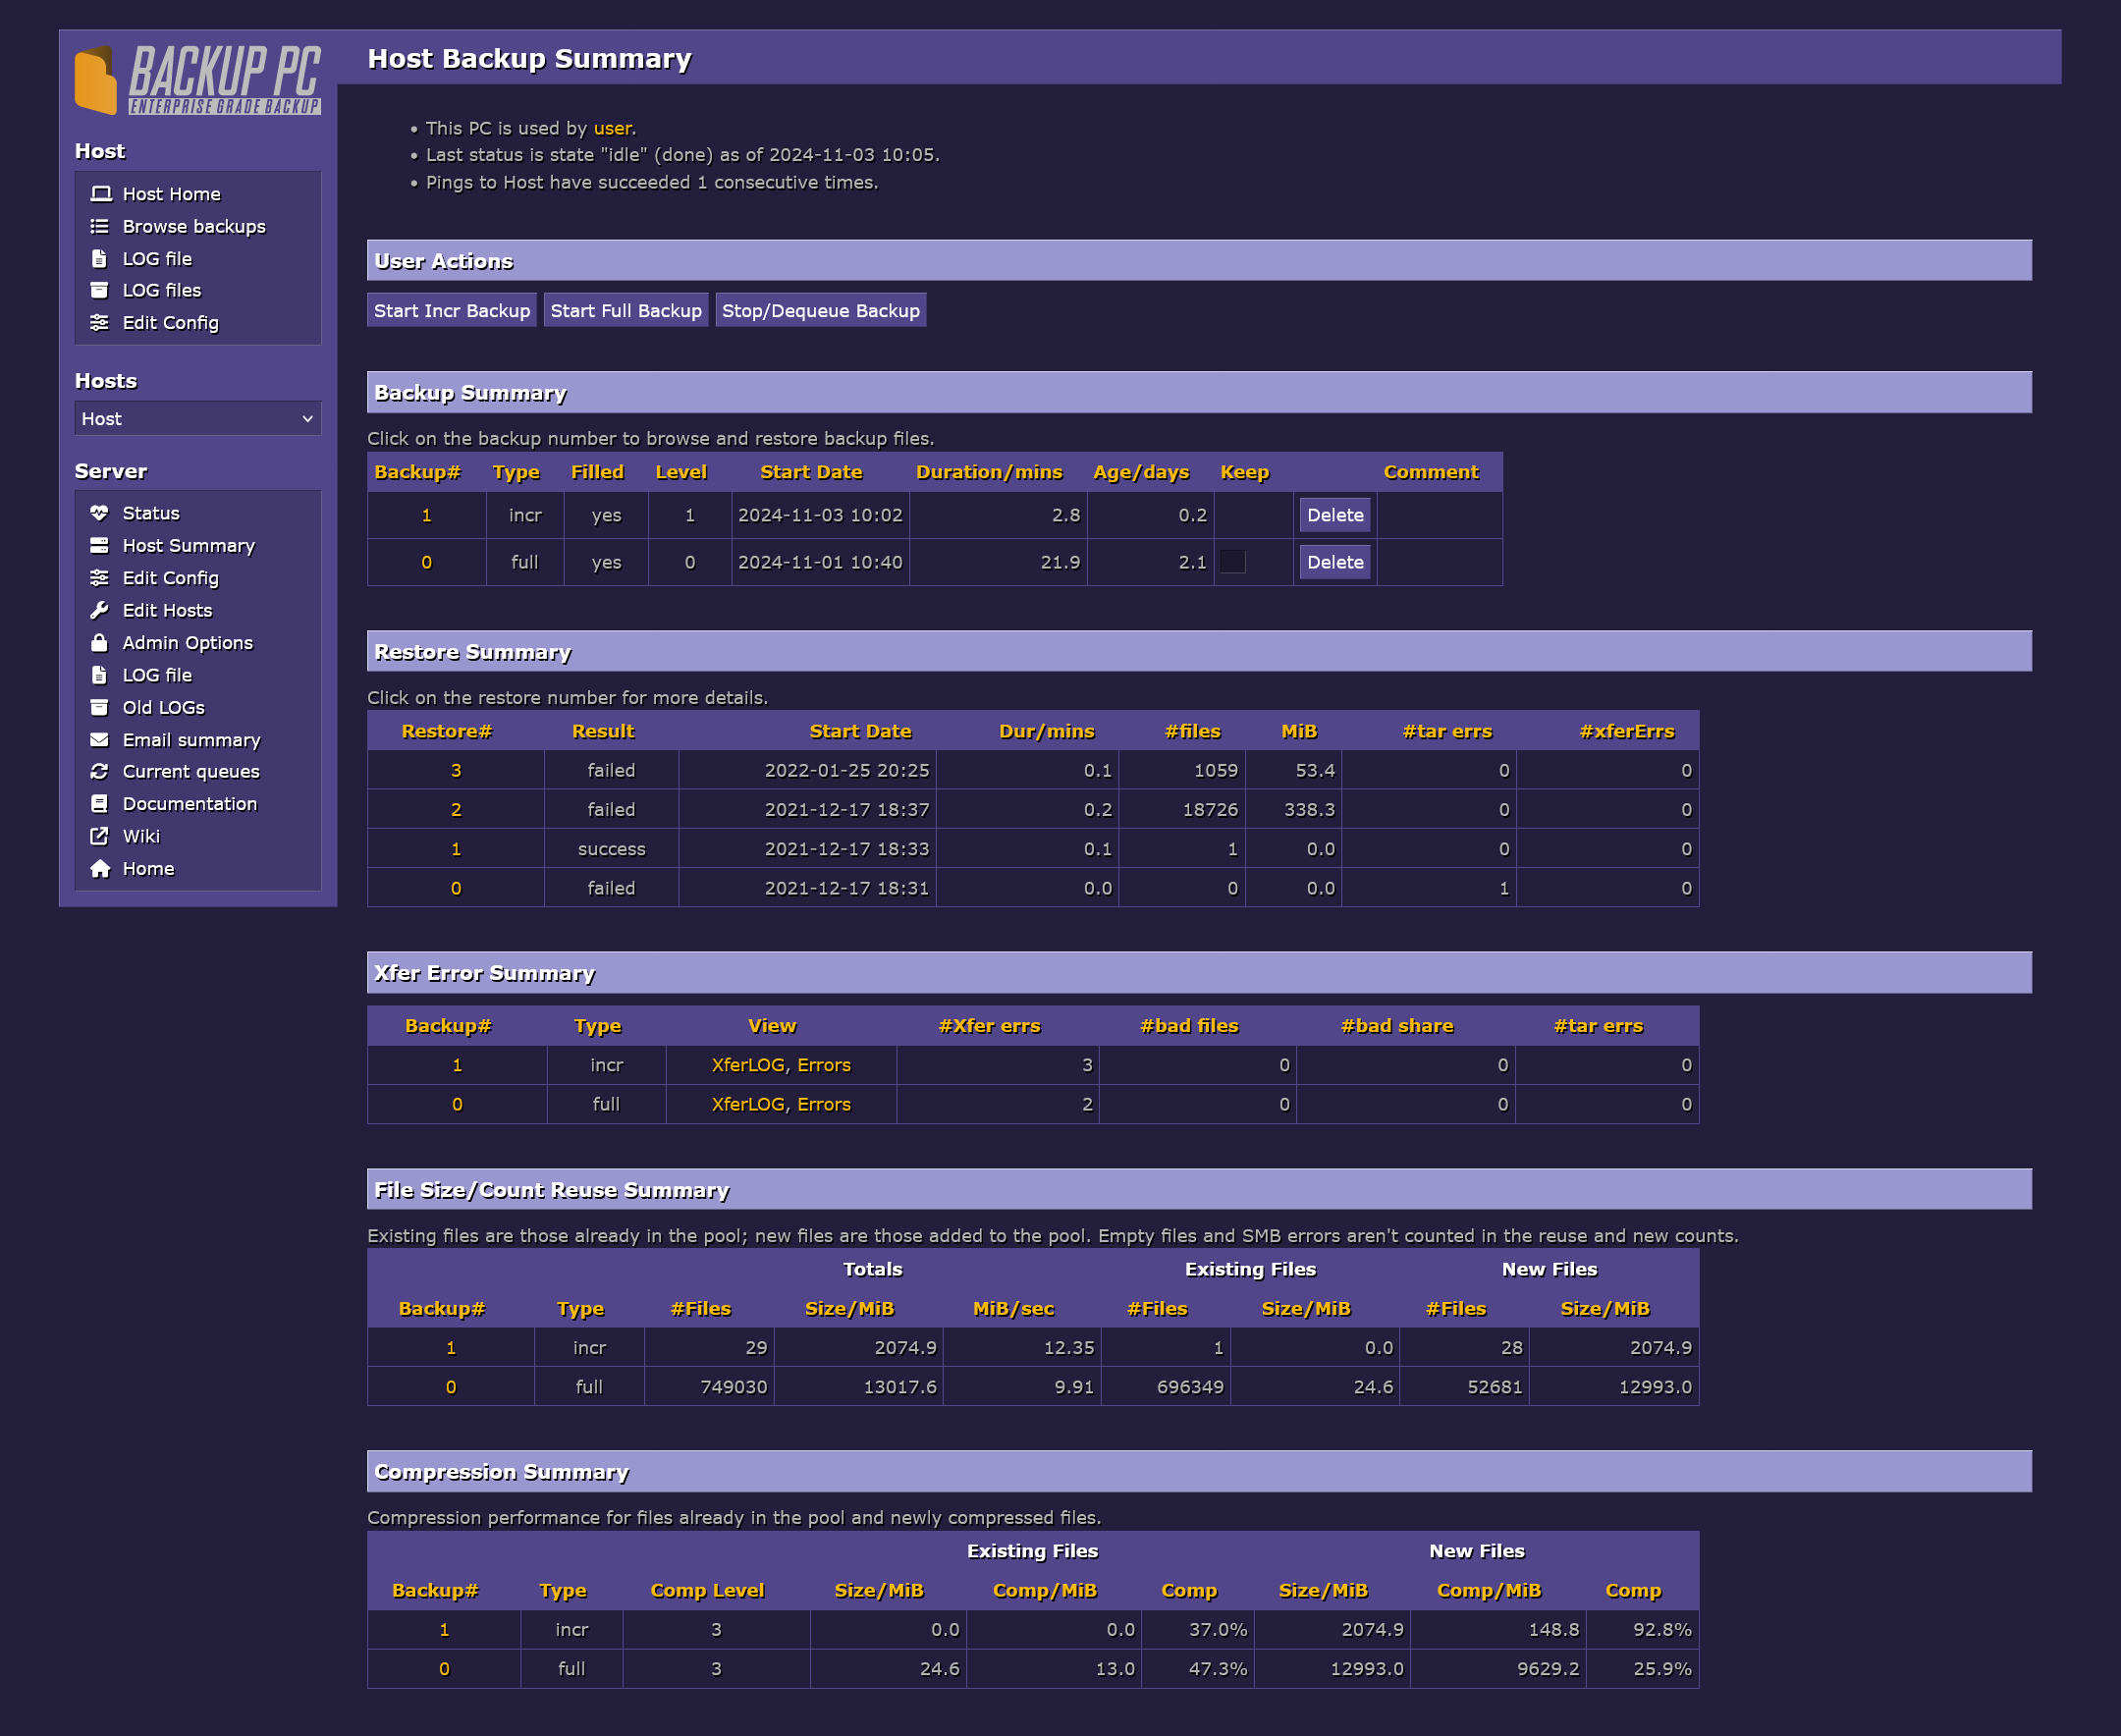 BACKUP PC
ENTERPRISE GRADE BACKUP
Host
Host Home
Browse backups
LOG file
LOG files
Edit Config
Hosts
Host
Server
Status
Host Summary
Edit Config
Edit Hosts
Admin Options
LOG file
Old LOGs
Email summary
Current queues
Documentation
Wiki
Home
Host Backup Summary
• This PC is used by user.
• Last status is state "idle" (done) as of 2024-11-03 10:05.
• Pings to Host have succeeded 1 consecutive times.
User Actions
Start Incr Backup Start Full Backup Stop/Dequeue Backup
Backup Summary
Click on the backup number to browse and restore backup files.
Backup# Type Filled Level Start Date Duration/mins Age/days Keep Comment
1 incr yes 1 2024-11-03 10:02 2.8 0.2 Delete
0 full yes 0 2024-11-01 10:40 21.9 2.1 Delete
Restore Summary
Click on the restore number for more details.
Restore# Result Start Date Dur/mins #files MiB #tar errs #xferErrs
3 failed 2022-01-25 20:25 0.1 1059 53.4 0 0
2 failed 2021-12-17 18:37 0.2 18726 338.3 0 0
1 success 2021-12-17 18:33 0.1 1 0.0 0 0
0 failed 2021-12-17 18:31 0.0 0 0.0 1 0
Xfer Error Summary
Backup# Type View #Xfer errs #bad files #bad share #tar errs
1 incr XferLOG, Errors 3 0 0 0
0 full XferLOG, Errors 2 0 0 0
File Size/Count Reuse Summary
Existing files are those already in the pool; new files are those added to the pool. Empty files and SMB errors aren't counted in the reuse and new counts.
Totals Existing Files New Files
Backup# Type #Files Size/MiB MiB/sec #Files Size/MiB #Files Size/MiB
1 incr 29 2074.9 12.35 1 0.0 28 2074.9
0 full 749030 13017.6 9.91 696349 24.6 52681 12993.0
Compression Summary
Compression performance for files already in the pool and newly compressed files.
Existing Files New Files
Backup# Type Comp Level Size/MiB Comp/MiB Comp Size/MiB Comp/MiB Comp
1 incr 3 0.0 0.0 37.0% 2074.9 148.8 92.8%
0 full 3 24.6 13.0 47.3% 12993.0 9629.2 25.9%